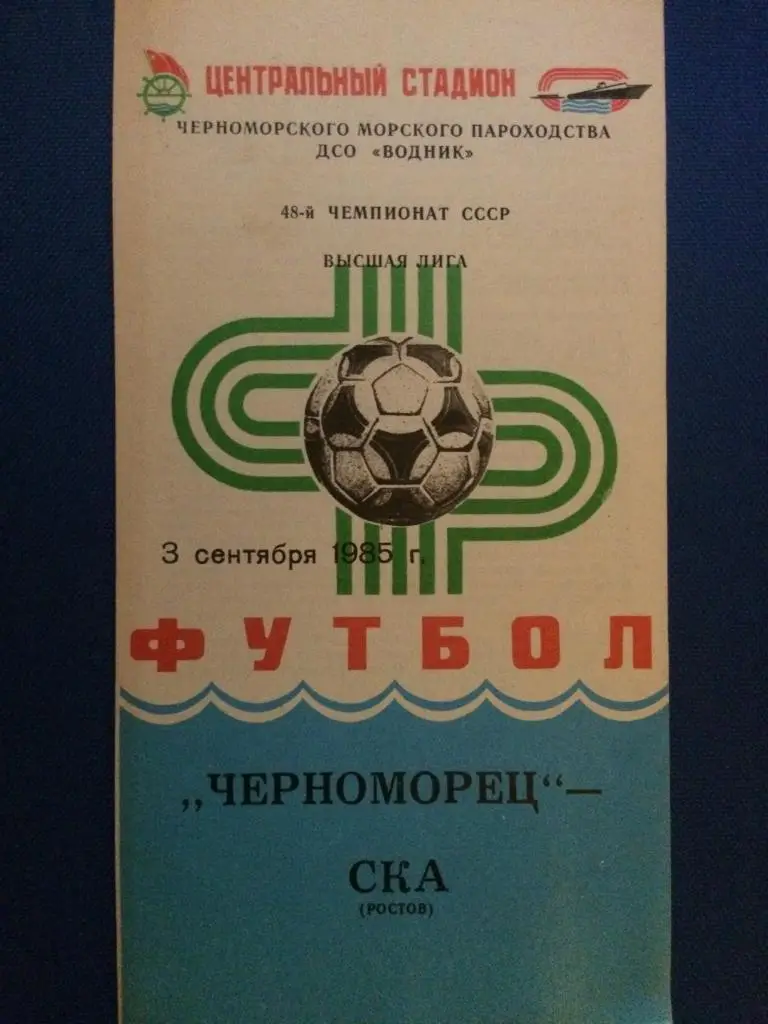 ЦЕНТРАЛЬНЫЙ СТАДИОН
ЧЕРНОМОРСКОГО МОРСКОГО ПАРОХОДСТВА
ДСО «ВОДНИК»
48-й ЧЕМПИОНАТ СССР
ВЫСШАЯ ЛИГА
3 сентября 1985 г.
ФУТБОЛ
„ЧЕРНОМОРЕЦ“ —
СКА
(РОСТОВ)